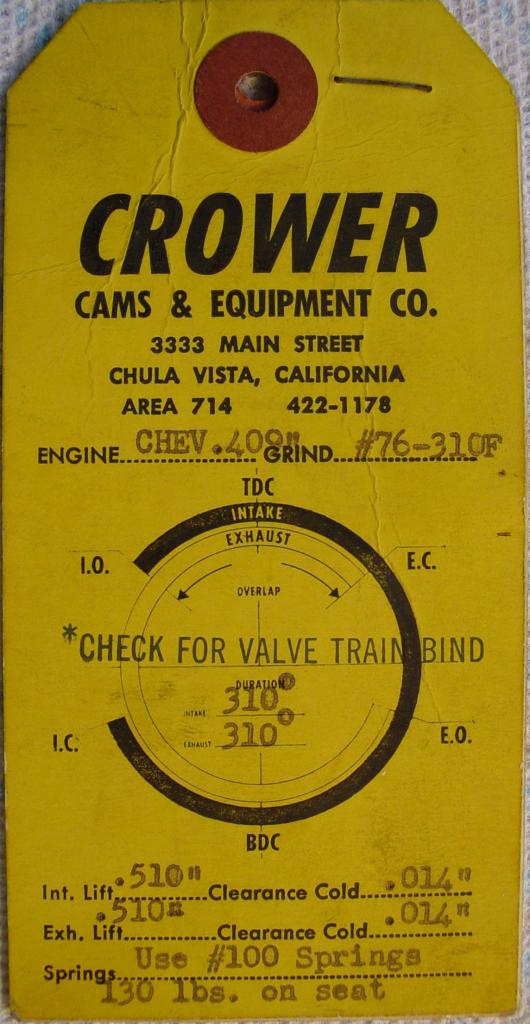 CROWER
CAMS & EQUIPMENT CO.
3333 MAIN STREET
CHULA VISTA, CALIFORNIA
AREA 714 422-1178
ENGINE CHEV.409" GRIND #76-310F
TDC
INTAKE
EXHAUST
I.O. E.C.
OVERLAP
*CHECK FOR VALVE TRAIN BIND
DURATION
INTAKE 310°
EXHAUST 310°
I.C. E.O.
BDC
Int. Lift .510" Clearance Cold .014"
Exh. Lift .510" Clearance Cold .014"
Springs Use #100 Springs
130 lbs. on seat